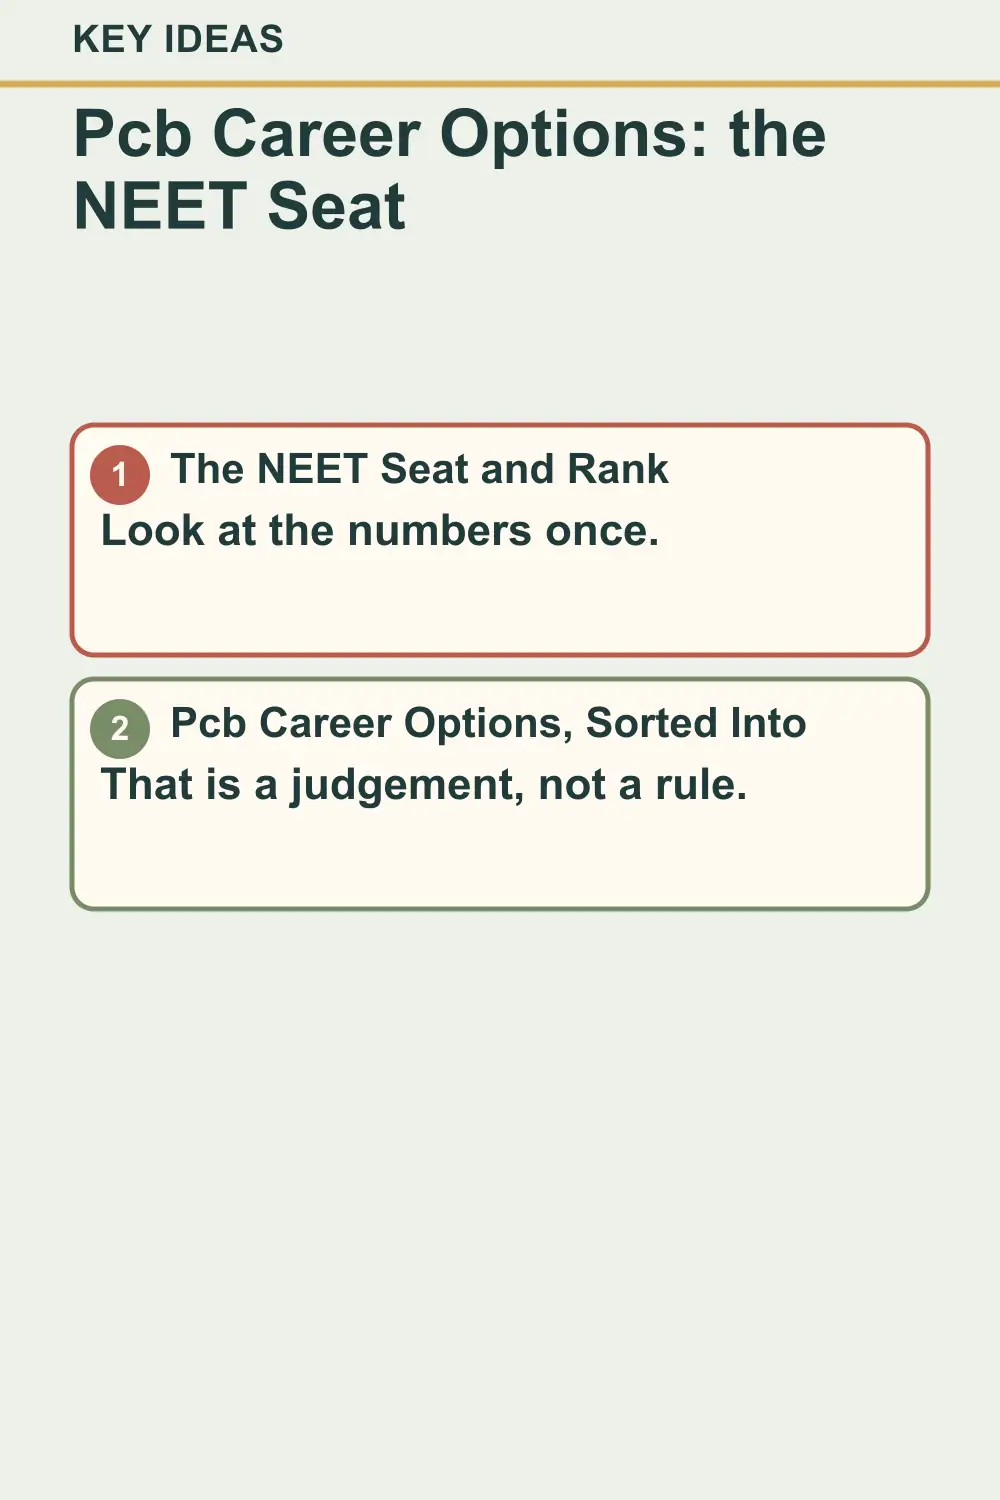 KEY IDEAS
Pcb Career Options: the
NEET Seat
1 The NEET Seat and Rank
Look at the numbers once.
2 Pcb Career Options, Sorted Into
That is a judgement, not a rule.